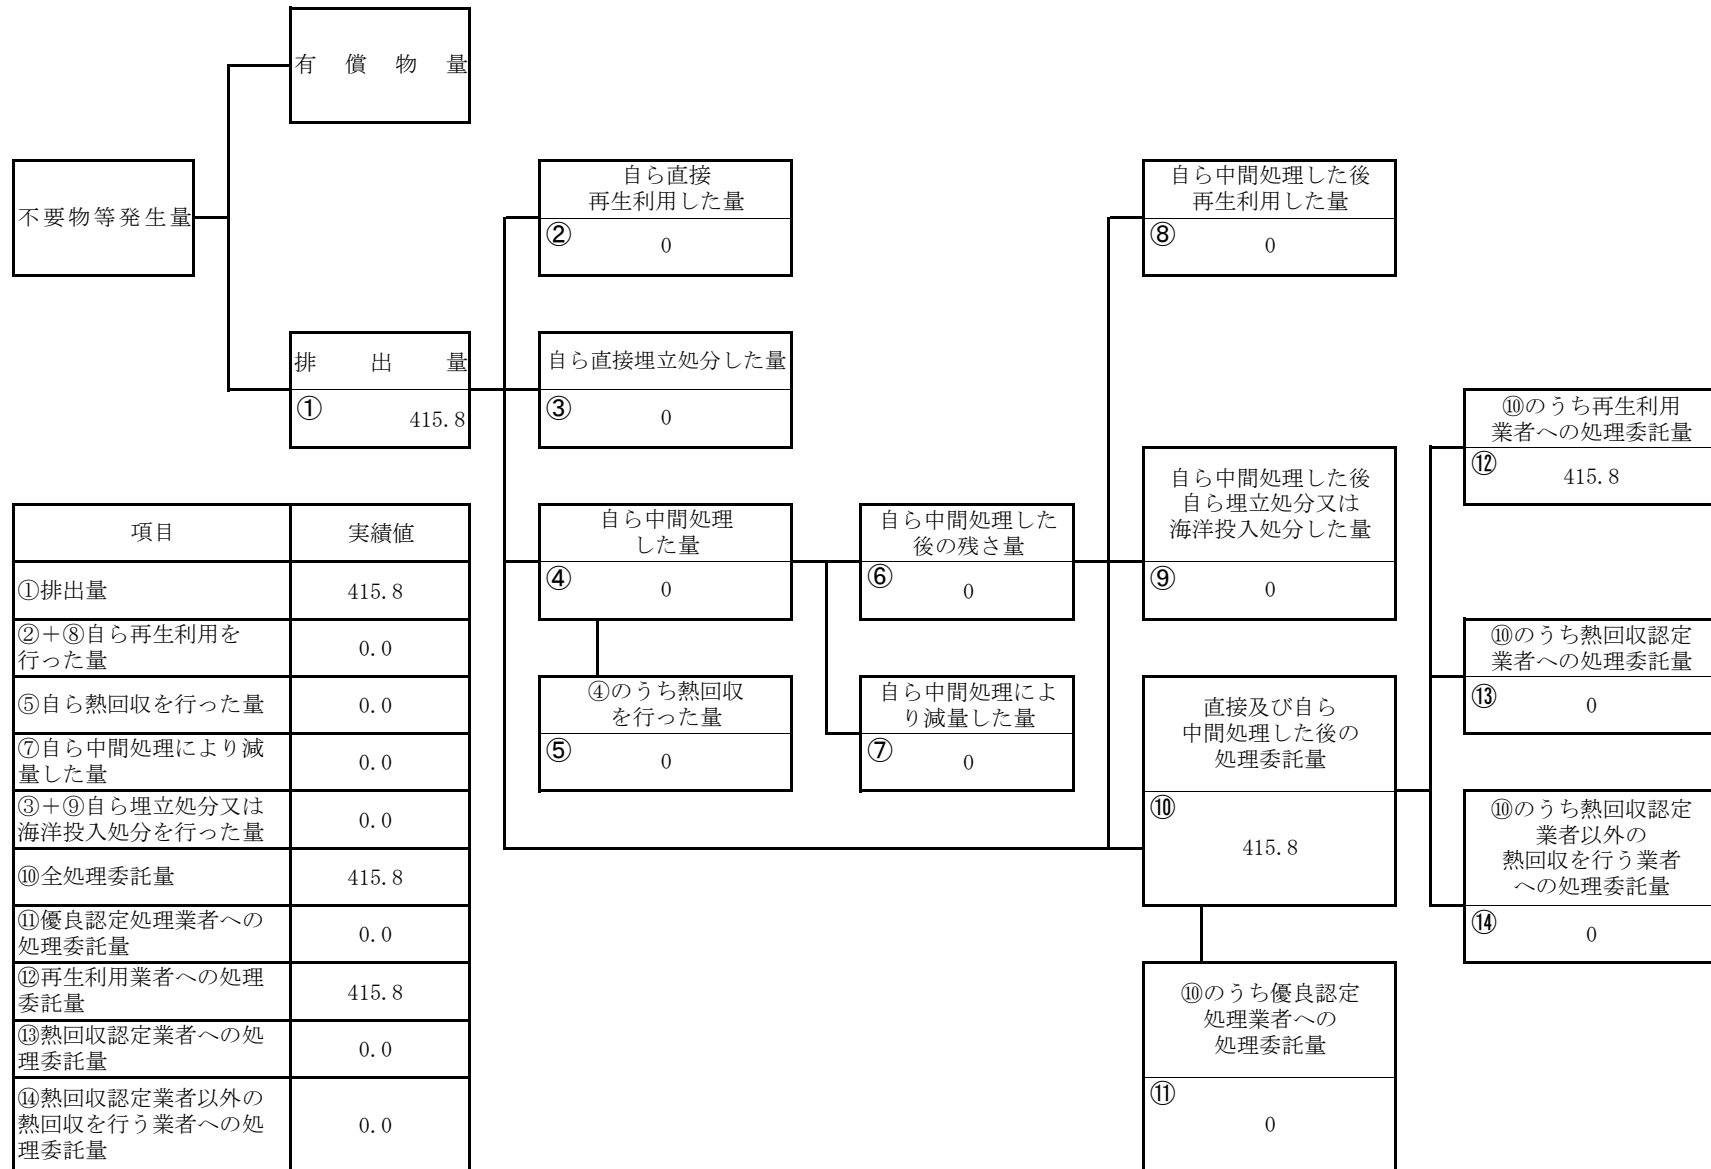 有償物量
不要物等発生量
排出量
①
415.8
自ら直接
再生利用した量
②
0
自ら直接埋立処分した量
③
0
自ら中間処理
した量
④
0
④のうち熱回収
を行った量
⑤
0
自ら中間処理した
後の残さ量
⑥
0
自ら中間処理によ
り減量した量
⑦
0
自ら中間処理した後
再生利用した量
⑧
0
自ら中間処理した後
自ら埋立処分又は
海洋投入処分した量
⑨
0
直接及び自ら
中間処理した後の
処理委託量
⑩
415.8
⑩のうち優良認定
処理業者への
処理委託量
⑪
0
⑩のうち再生利用
業者への処理委託量
⑫
415.8
⑩のうち熱回収認定
業者への処理委託量
⑬
0
⑩のうち熱回収認定
業者以外の
熱回収を行う業者
への処理委託量
⑭
0
項目 実績値
①排出量 415.8
②＋⑧自ら再生利用を
行った量 0.0
⑤自ら熱回収を行った量 0.0
⑦自ら中間処理により減
量した量 0.0
③＋⑨自ら埋立処分又は
海洋投入処分を行った量 0.0
⑩全処理委託量 415.8
⑪優良認定処理業者への
処理委託量 0.0
⑫再生利用業者への処理
委託量 415.8
⑬熱回収認定業者への処
理委託量 0.0
⑭熱回収認定業者以外の
熱回収を行う業者への処
理委託量 0.0